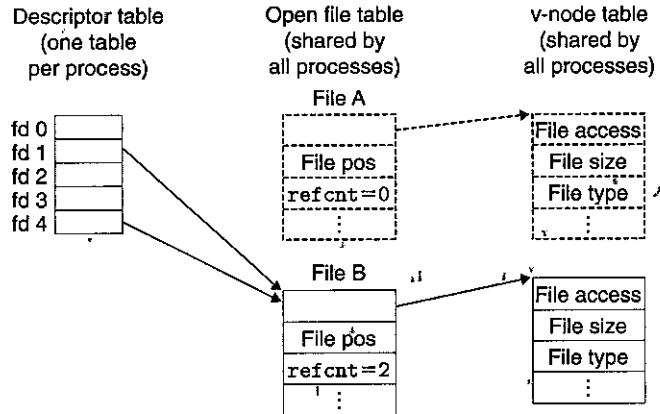 Descriptor table
(one table
per process)
Open file table
(shared by
all processes)
v-node table
(shared by
all processes)
fd 0
fd 1
fd 2
fd 3
fd 4
File A
File pos
refcnt=0
⋮
File access
File size
File type
⋮
File B
File pos
refcnt=2
⋮
File access
File size
File type
⋮